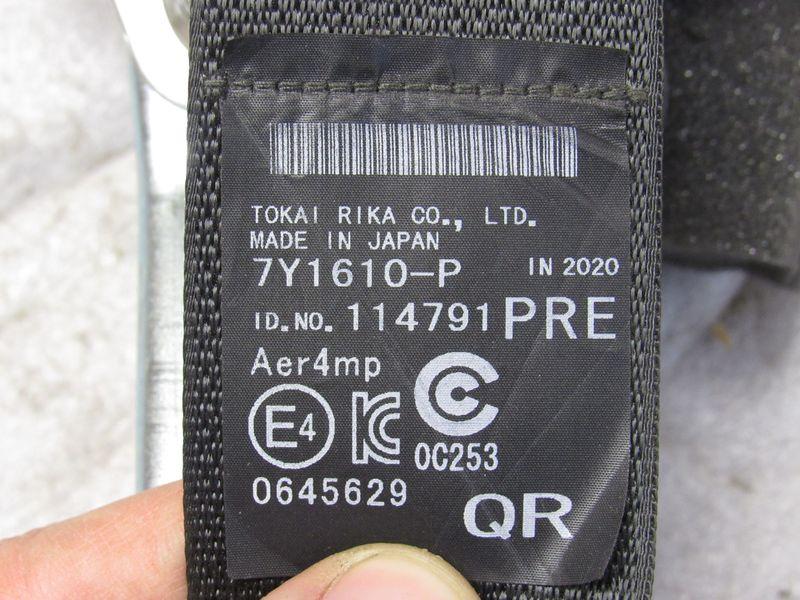 TOKAI RIKA CO., LTD.
MADE IN JAPAN
7Y1610-P IN 2020
ID.NO. 114791 PRE
Aer4mp
E4 KC C
0C253
0645629
QR